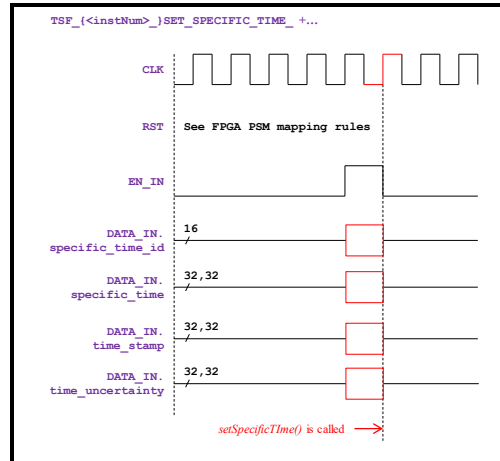 TSF_{<instNum>_}SET_SPECIFIC_TIME_ +...
CLK
RST See FPGA PSM mapping rules
EN_IN
16
DATA_IN.
specific_time_id
32,32
DATA_IN.
specific_time
32,32
DATA_IN.
time_stamp
32,32
DATA_IN.
time_uncertainty
setSpecificTIme() is called